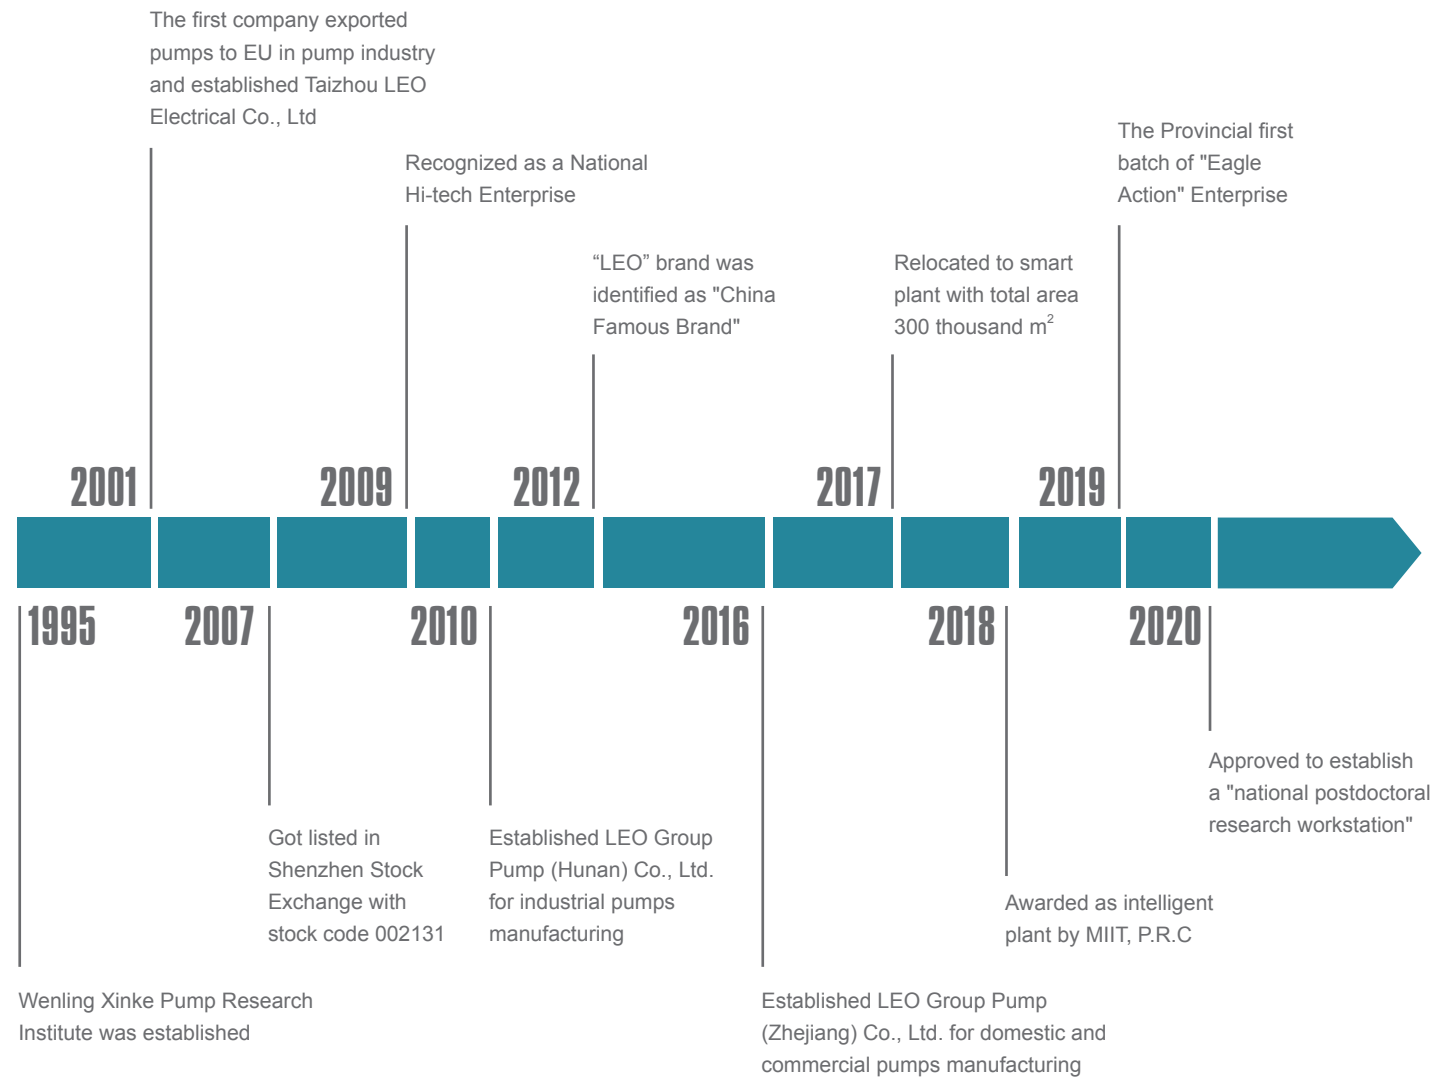 The first company exported
pumps to EU in pump industry
and established Taizhou LEO
Electrical Co., Ltd
Recognized as a National
Hi-tech Enterprise
“LEO” brand was
identified as "China
Famous Brand"
Relocated to smart
plant with total area
300 thousand m²
The Provincial first
batch of "Eagle
Action" Enterprise
2001
2009
2012
2017
2019
1995
2007
2010
2016
2018
2020
Wenling Xinke Pump Research
Institute was established
Got listed in
Shenzhen Stock
Exchange with
stock code 002131
Established LEO Group
Pump (Hunan) Co., Ltd.
for industrial pumps
manufacturing
Established LEO Group Pump
(Zhejiang) Co., Ltd. for domestic and
commercial pumps manufacturing
Awarded as intelligent
plant by MIIT, P.R.C
Approved to establish
a "national postdoctoral
research workstation"